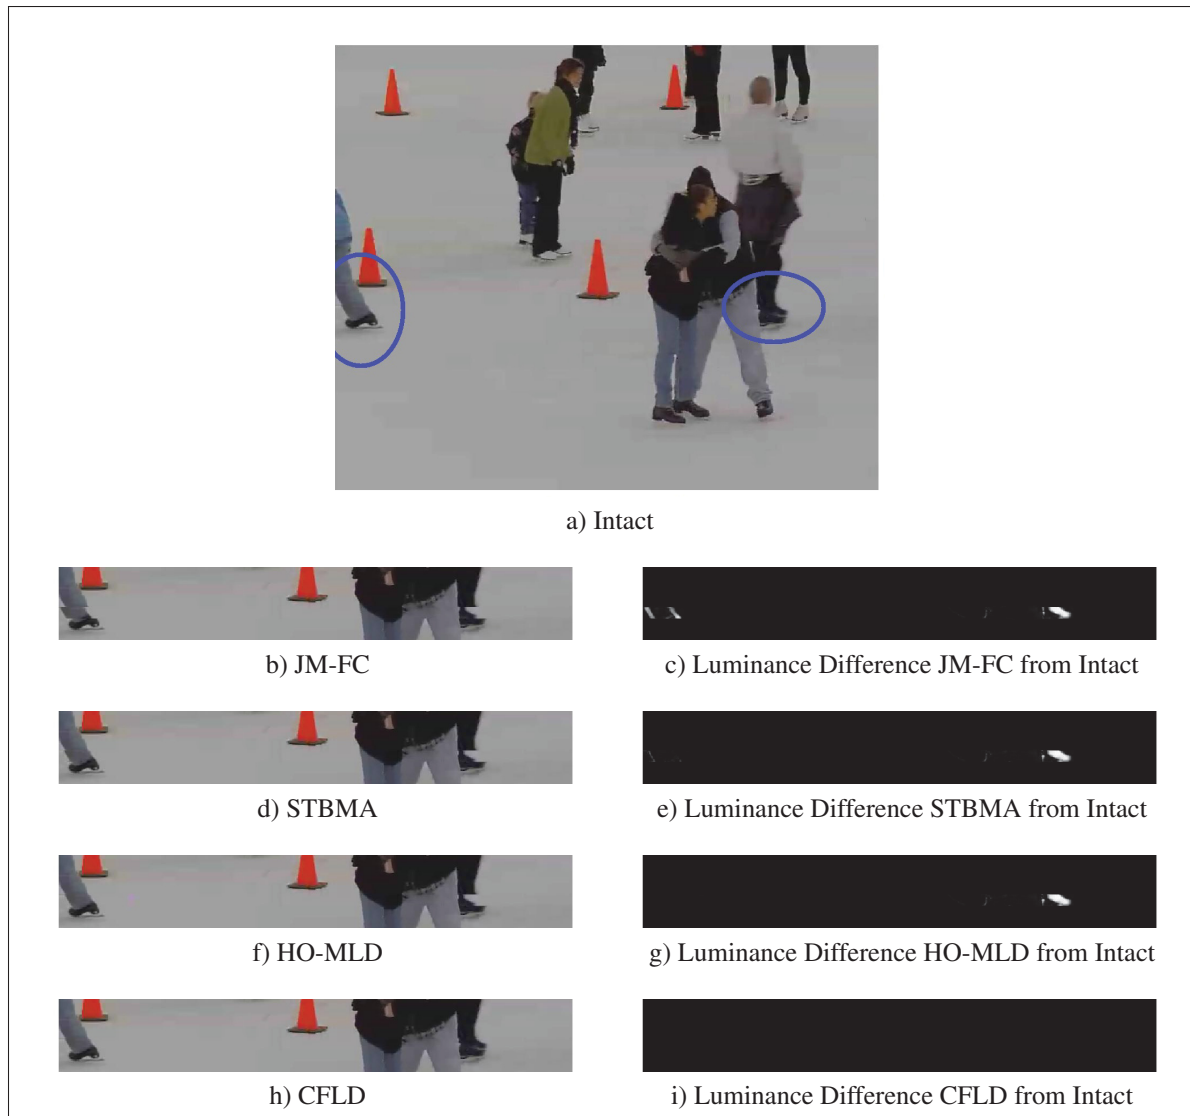 a) Intact
b) JM-FC
c) Luminance Difference JM-FC from Intact
d) STBMA
e) Luminance Difference STBMA from Intact
f) HO-MLD
g) Luminance Difference HO-MLD from Intact
h) CFLD
i) Luminance Difference CFLD from Intact